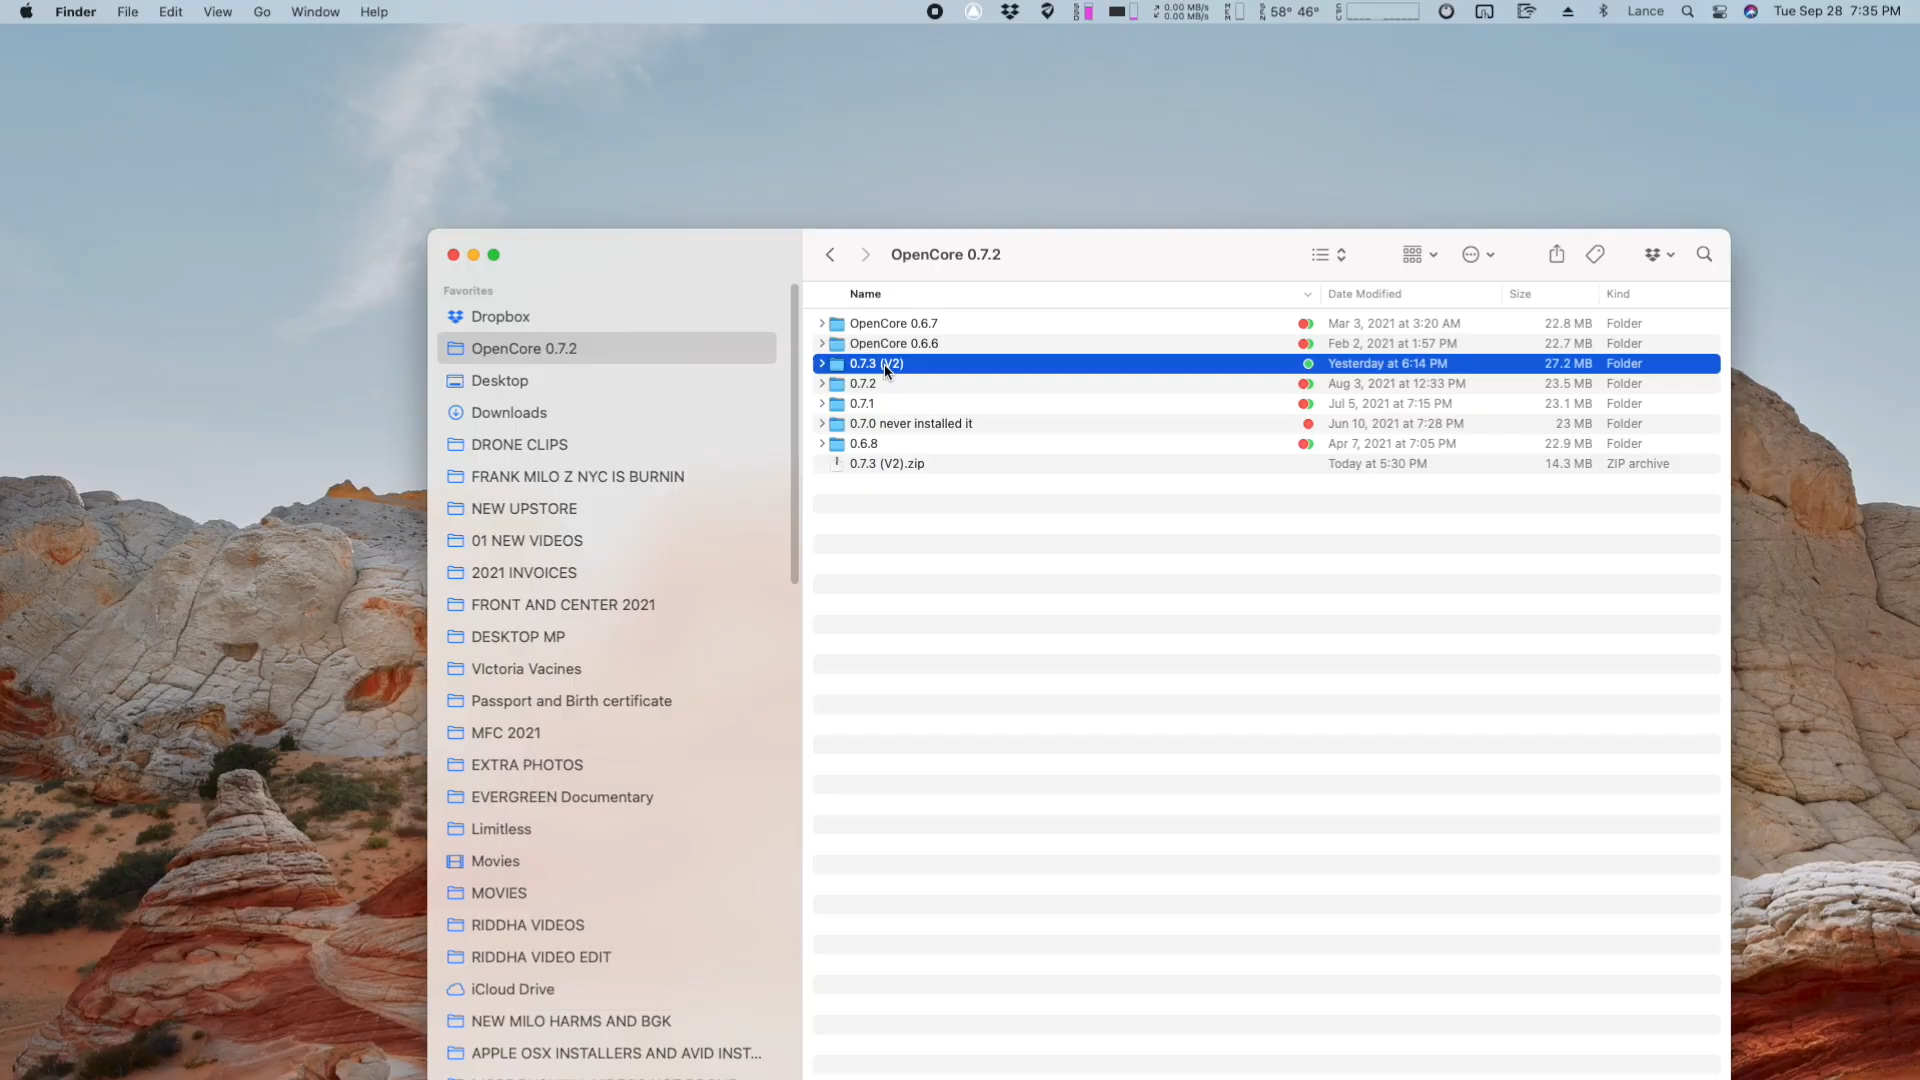 Finder File Edit View Go Window Help
0.00 MB/s
0.00 MB/s
58° 46°
Lance Tue Sep 28 7:35 PM
OpenCore 0.7.2
Favorites
Dropbox
OpenCore 0.7.2
Desktop
Downloads
DRONE CLIPS
FRANK MILO Z NYC IS BURNIN
NEW UPSTORE
01 NEW VIDEOS
2021 INVOICES
FRONT AND CENTER 2021
DESKTOP MP
VIctoria Vacines
Passport and Birth certificate
MFC 2021
EXTRA PHOTOS
EVERGREEN Documentary
Limitless
Movies
MOVIES
RIDDHA VIDEOS
RIDDHA VIDEO EDIT
iCloud Drive
NEW MILO HARMS AND BGK
APPLE OSX INSTALLERS AND AVID INST...
Name Date Modified Size Kind
OpenCore 0.6.7 Mar 3, 2021 at 3:20 AM 22.8 MB Folder
OpenCore 0.6.6 Feb 2, 2021 at 1:57 PM 22.7 MB Folder
0.7.3 (V2) Yesterday at 6:14 PM 27.2 MB Folder
0.7.2 Aug 3, 2021 at 12:33 PM 23.5 MB Folder
0.7.1 Jul 5, 2021 at 7:15 PM 23.1 MB Folder
0.7.0 never installed it Jun 10, 2021 at 7:28 PM 23 MB Folder
0.6.8 Apr 7, 2021 at 7:05 PM 22.9 MB Folder
0.7.3 (V2).zip Today at 5:30 PM 14.3 MB ZIP archive